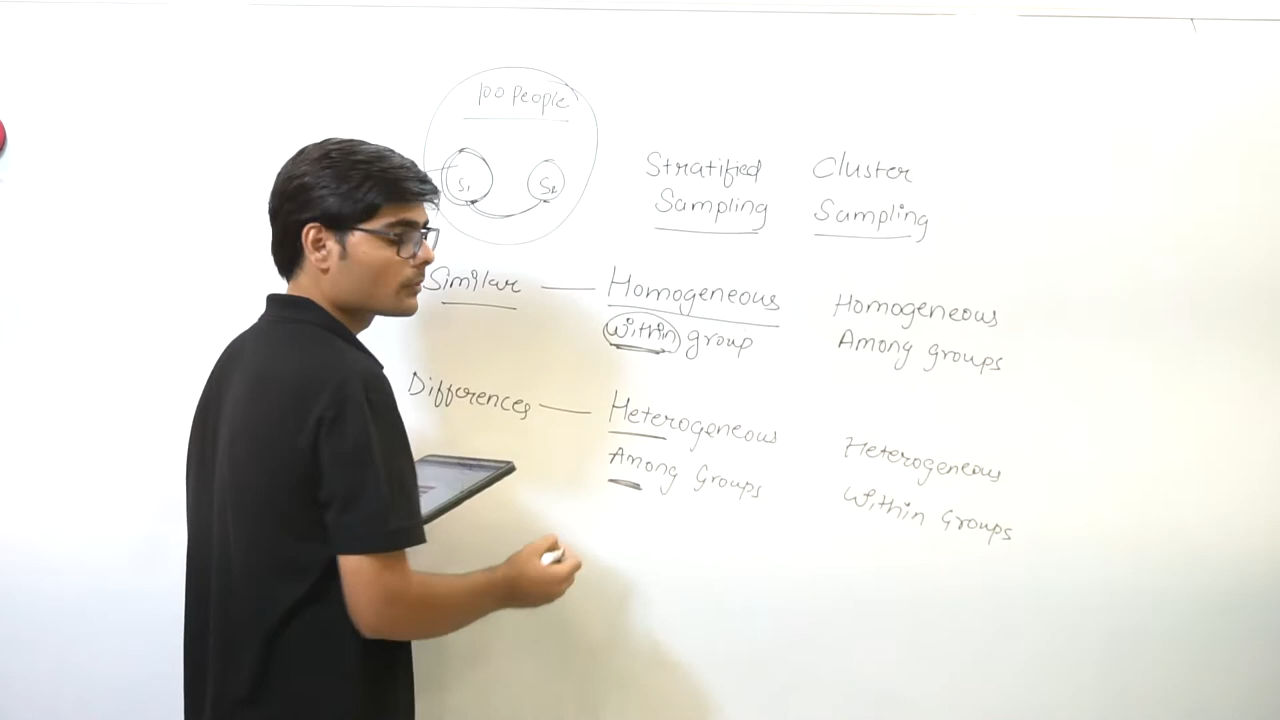 100 People
S1 S2
Stratified Sampling
Cluster Sampling
Similar — Homogeneous within group
Homogeneous Among groups
Differences — Heterogeneous Among Groups
Heterogeneous within Groups